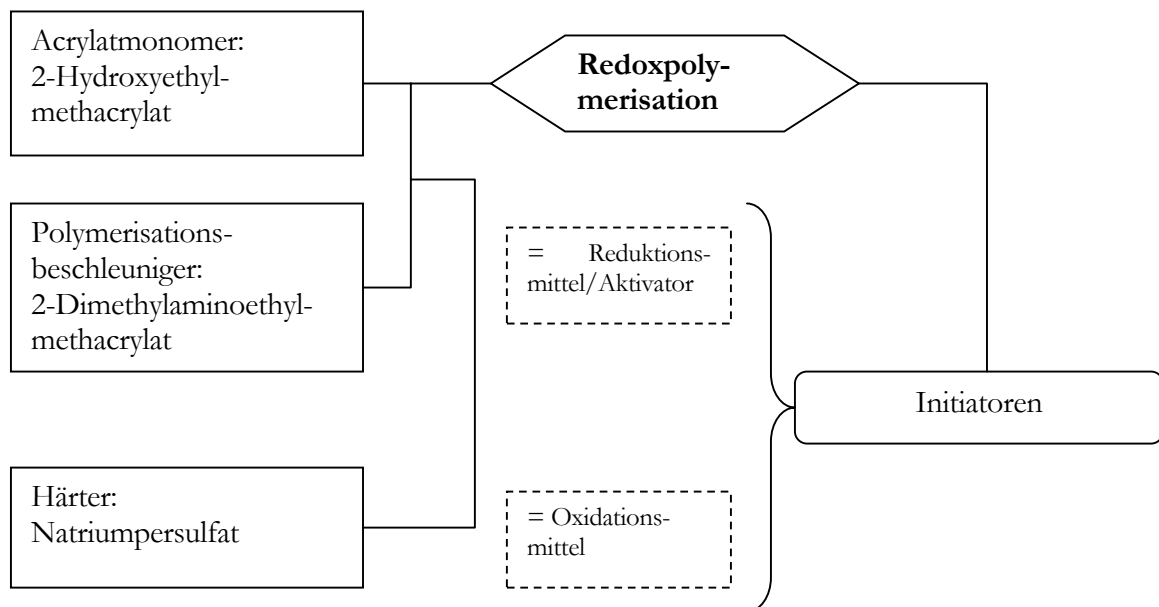 Acrylatmonomer:
2-Hydroxyethyl-
methacrylat
Redoxpoly-
merisation
Polymerisations-
beschleuniger:
2-Dimethylaminoethyl-
methacrylat
= Reduktions-
mittel/Aktivator
Initiatoren
Härter:
Natriumpersulfat
= Oxidations-
mittel